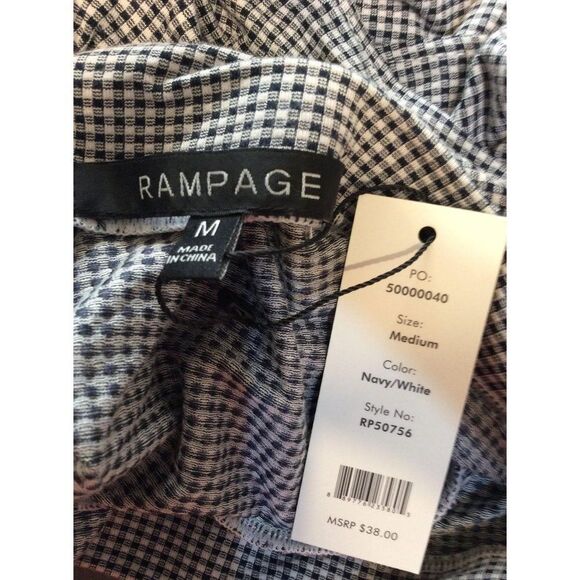 RAMPAGE
M
MADE
IN CHINA
PO:
50000040
Size:
Medium
Color:
Navy/White
Style No:
RP50756
MSRP $38.00